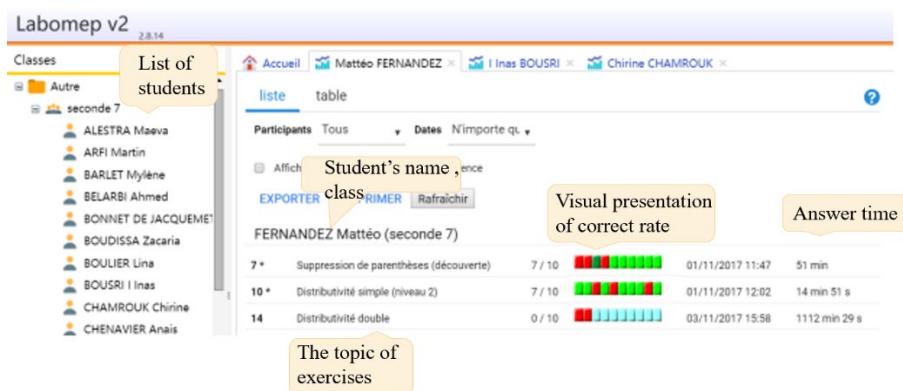 Labomep v2 2.8.14
Classes
List of
students
Autre
seconde 7
ALESTRA Maeva
ARFI Martin
BARLET Mylène
BELARBI Ahmed
BONNET DE JACQUEMET
BOUDISSA Zacaria
BOULIER Lina
BOUSRI I Inas
CHAMROUK Chirine
CHENAVIER Anais
Accueil Mattéo FERNANDEZ × I Inas BOUSRI × Chirine CHAMROUK ×
liste table
Participants Tous Dates N'importe qu
Affich
Student's name ,
class
ence
EXPORTER PRIMER Rafraîchir
Visual presentation
of correct rate
Answer time
FERNANDEZ Mattéo (seconde 7)
7 * Suppression de parenthèses (découverte) 7 / 10 01/11/2017 11:47 51 min
10 * Distributivité simple (niveau 2) 7 / 10 01/11/2017 12:02 14 min 51 s
14 Distributivité double 0 / 10 03/11/2017 15:58 1112 min 29 s
The topic of
exercises